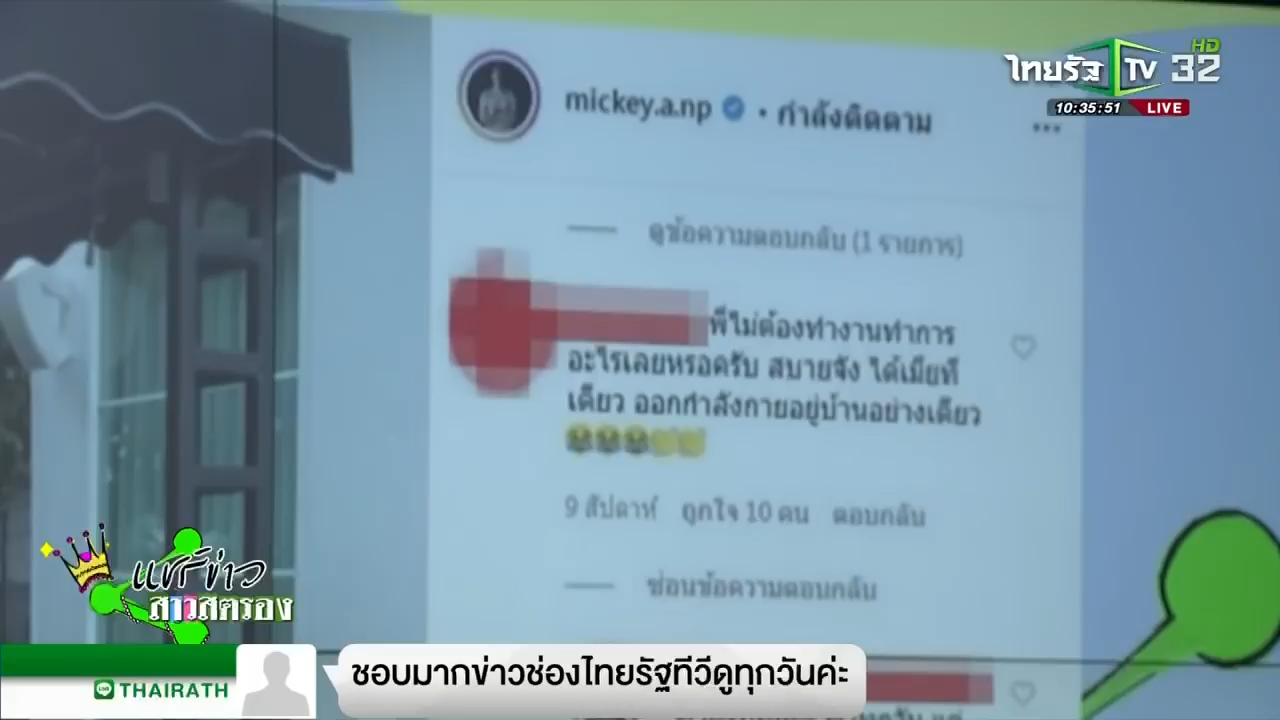 ไทยรัฐ TV 32 HD
10:35:51 LIVE
mickey.a.np • กำลังติดตาม
ดูข้อความตอบกลับ (1 รายการ)
พี่ไม่ต้องทำงานทำการ
อะไรเลยหรอครับ สบายจัง ได้เมียที
เดียว ออกกำลังกายอยู่บ้านอย่างเดียว
9 สัปดาห์ ถูกใจ 10 คน ตอบกลับ
ซ่อนข้อความตอบกลับ
แชร์ข่าว
สาวสตรอง
LINE THAIRATH
ชอบมากข่าวช่องไทยรัฐทีวีดูทุกวันค่ะ